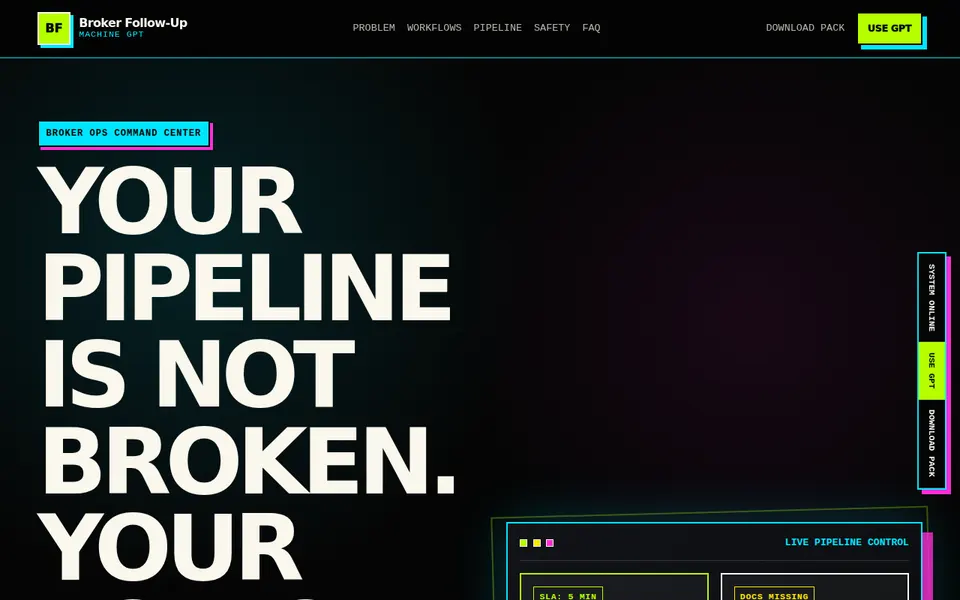 BF
Broker Follow-Up
MACHINE GPT
PROBLEM WORKFLOWS PIPELINE SAFETY FAQ
DOWNLOAD PACK
USE GPT
BROKER OPS COMMAND CENTER
YOUR
PIPELINE
IS NOT
BROKEN.
YOUR
SYSTEM ONLINE
USE GPT
DOWNLOAD PACK
LIVE PIPELINE CONTROL
SLA: 5 MIN
DOCS MISSING